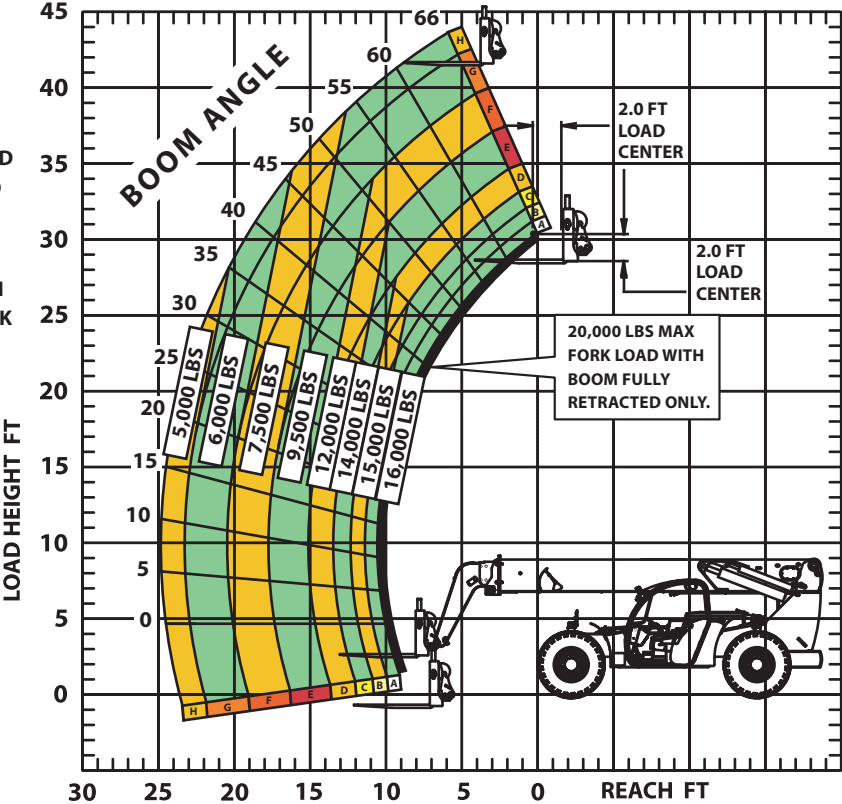 45
66
60
55
50
45
40
35
30
25
20
15
10
5
0
BOOM ANGLE
H
G
F
E
D
C
B
A
2.0 FT
LOAD
CENTER
2.0 FT
LOAD
CENTER
40
35
30
25
20
15
10
5
0
D
K
20,000 LBS MAX
FORK LOAD WITH
BOOM FULLY
RETRACTED ONLY.
5,000 LBS
6,000 LBS
7,500 LBS
9,500 LBS
12,000 LBS
14,000 LBS
15,000 LBS
16,000 LBS
LOAD HEIGHT FT
H
G
F
E
D
C
B
A
30
25
20
15
10
5
0
REACH FT